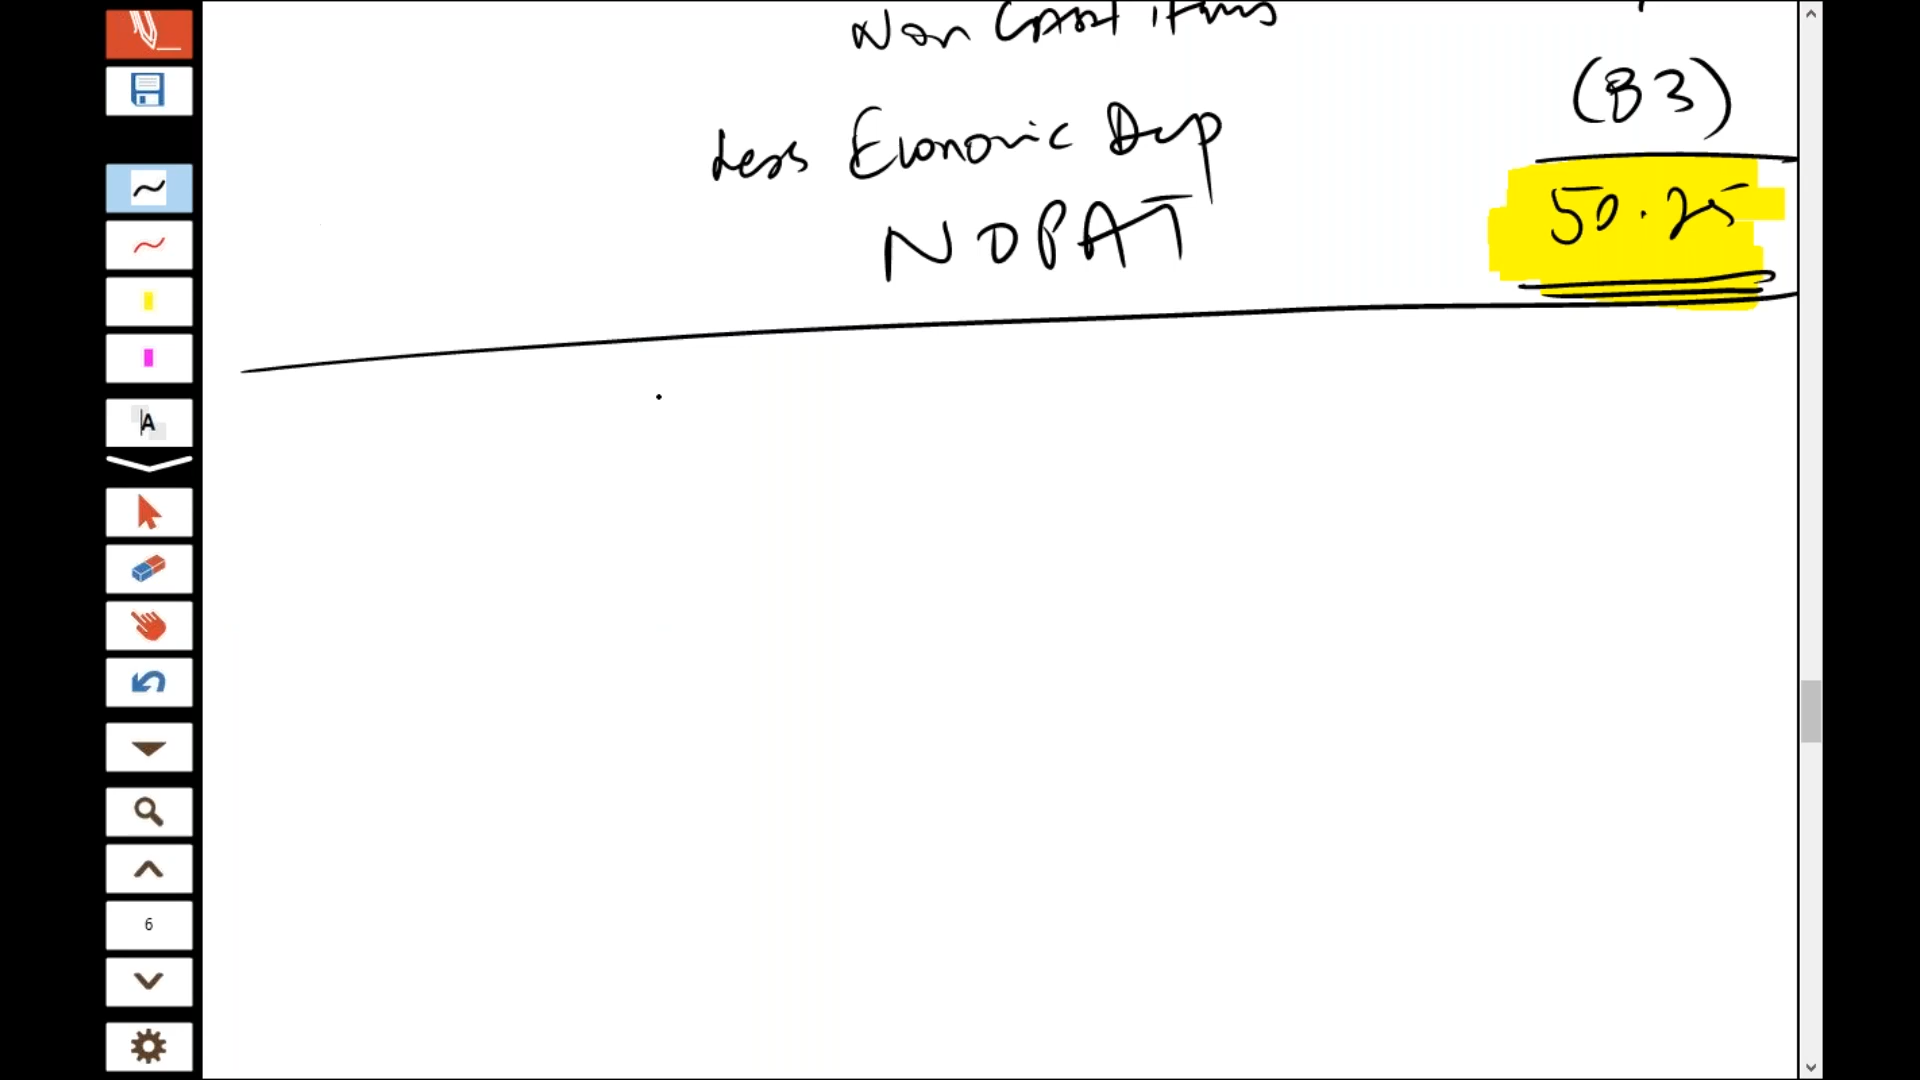 Non Cash items
(83)
Less Economic Dep
50.25
NOPAT
A
6